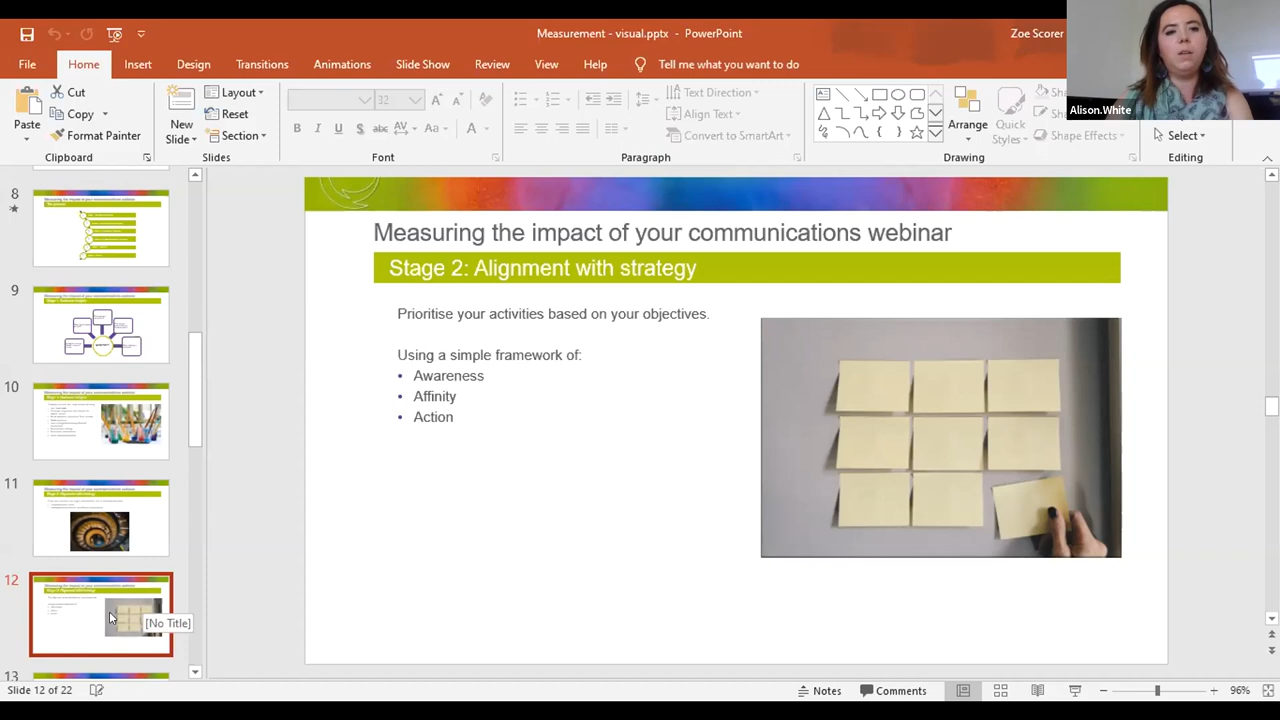 Measurement - visual.pptx - PowerPoint
Zoe Scorer
Alison.White
File Home Insert Design Transitions Animations Slide Show Review View Help Tell me what you want to do
Paste
Cut
Copy
Format Painter
Clipboard
New
Slide
Layout
Reset
Section
Slides
32
B I U S abc AV Aa A
Font
Text Direction
Align Text
Convert to SmartArt
Paragraph
Arrange
Quick
Styles
Shape Effects
Drawing
Select
Editing
8
9
10
11
12
13
[No Title]
Measuring the impact of your communications webinar
Stage 2: Alignment with strategy
Prioritise your activities based on your objectives.
Using a simple framework of:
• Awareness
• Affinity
• Action
Slide 12 of 22
Notes
Comments
96%